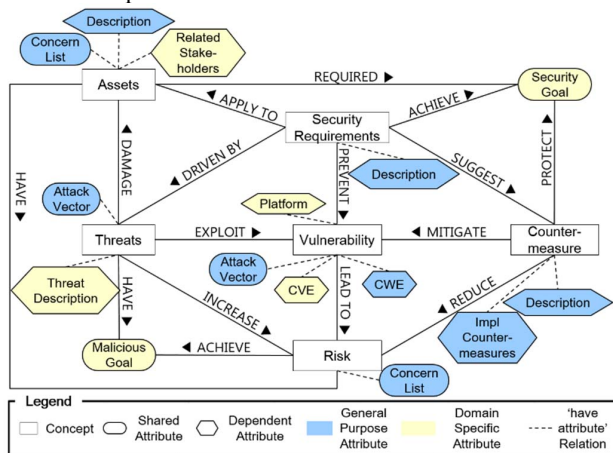 Description
Concern
List
Related
Stake-
holders
Assets
REQUIRED ►
Security
Goal
◄ APPLY TO
ACHIEVE ►
Security
Requirements
HAVE ►
◄ DAMAGE
◄ DRIVEN BY
PREVENT ►
Description
SUGGEST ►
PROTECT ►
Attack
Vector
Platform
Threats
EXPLOIT ►
Vulnerability
◄ MITIGATE
Counter-
measure
Threat
Description
HAVE ►
Attack
Vector
CVE
CWE
LEAD TO ►
INCREASE ►
◄ REDUCE
Description
Impl
Counter-
measures
Malicious
Goal
◄ ACHIEVE
Risk
Concern
List
Legend
Concept
Shared
Attribute
Dependent
Attribute
General
Purpose
Attribute
Domain
Specific
Attribute
‘have
attribute’
Relation